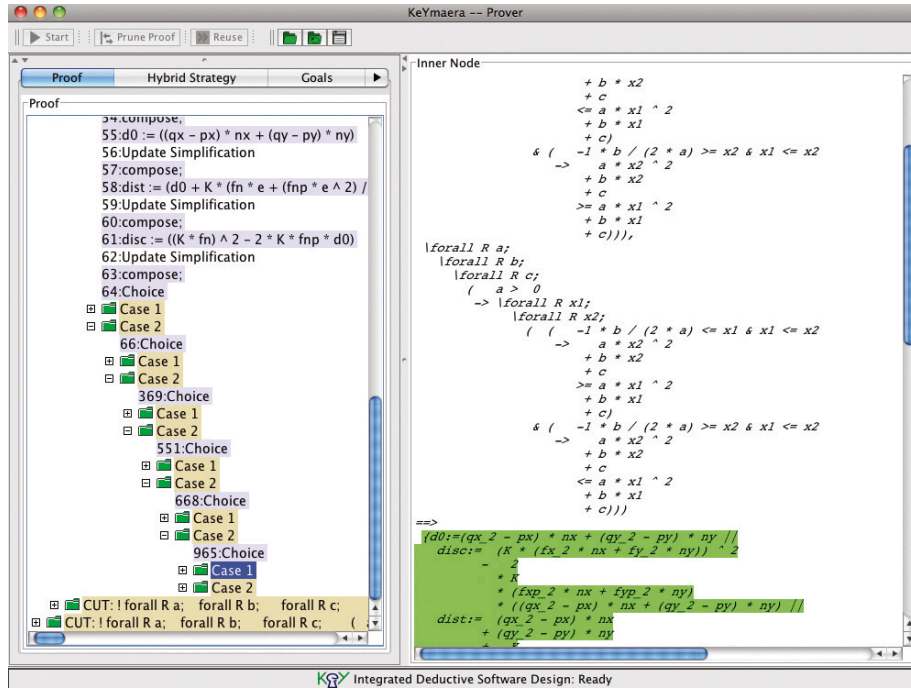 KeYmaera -- Prover
Start Prune Proof Reuse
Proof Hybrid Strategy Goals
Proof
54:compose;
55:d0 := ((qx - px) * nx + (qy - py) * ny)
56:Update Simplification
57:compose;
58:dist := (d0 + K * (fn * e + (fnp * e ^ 2) /
59:Update Simplification
60:compose;
61:disc := ((K * fn) ^ 2 - 2 * K * fnp * d0)
62:Update Simplification
63:compose;
64:Choice
Case 1
Case 2
66:Choice
Case 1
Case 2
369:Choice
Case 1
Case 2
551:Choice
Case 1
Case 2
668:Choice
Case 1
Case 2
965:Choice
Case 1
Case 2
CUT: ! forall R a; forall R b; forall R c;
CUT: ! forall R a; forall R b; forall R c; ( a
Inner Node
+ b * x2
+ c
<= a * x1 ^ 2
+ b * x1
+ c)
& ( -1 * b / (2 * a) >= x2 & x1 <= x2
-> a * x2 ^ 2
+ b * x2
+ c
>= a * x1 ^ 2
+ b * x1
+ c))),
\forall R a;
\forall R b;
\forall R c;
( a > 0
-> \forall R x1;
\forall R x2;
( ( -1 * b / (2 * a) <= x1 & x1 <= x2
-> a * x2 ^ 2
+ b * x2
+ c
>= a * x1 ^ 2
+ b * x1
+ c)
& ( -1 * b / (2 * a) >= x2 & x1 <= x2
-> a * x2 ^ 2
+ b * x2
+ c
<= a * x1 ^ 2
+ b * x1
+ c)))
==>
{d0:=(qx_2 - px) * nx + (qy_2 - py) * ny //
disc:= (K * (fx_2 * nx + fy_2 * ny)) ^ 2
- 2
* K
* (fxp_2 * nx + fyp_2 * ny)
* ((qx_2 - px) * nx + (qy_2 - py) * ny) //
dist:= (qx_2 - px) * nx
+ (qy_2 - py) * ny
+ K
KeY Integrated Deductive Software Design: Ready